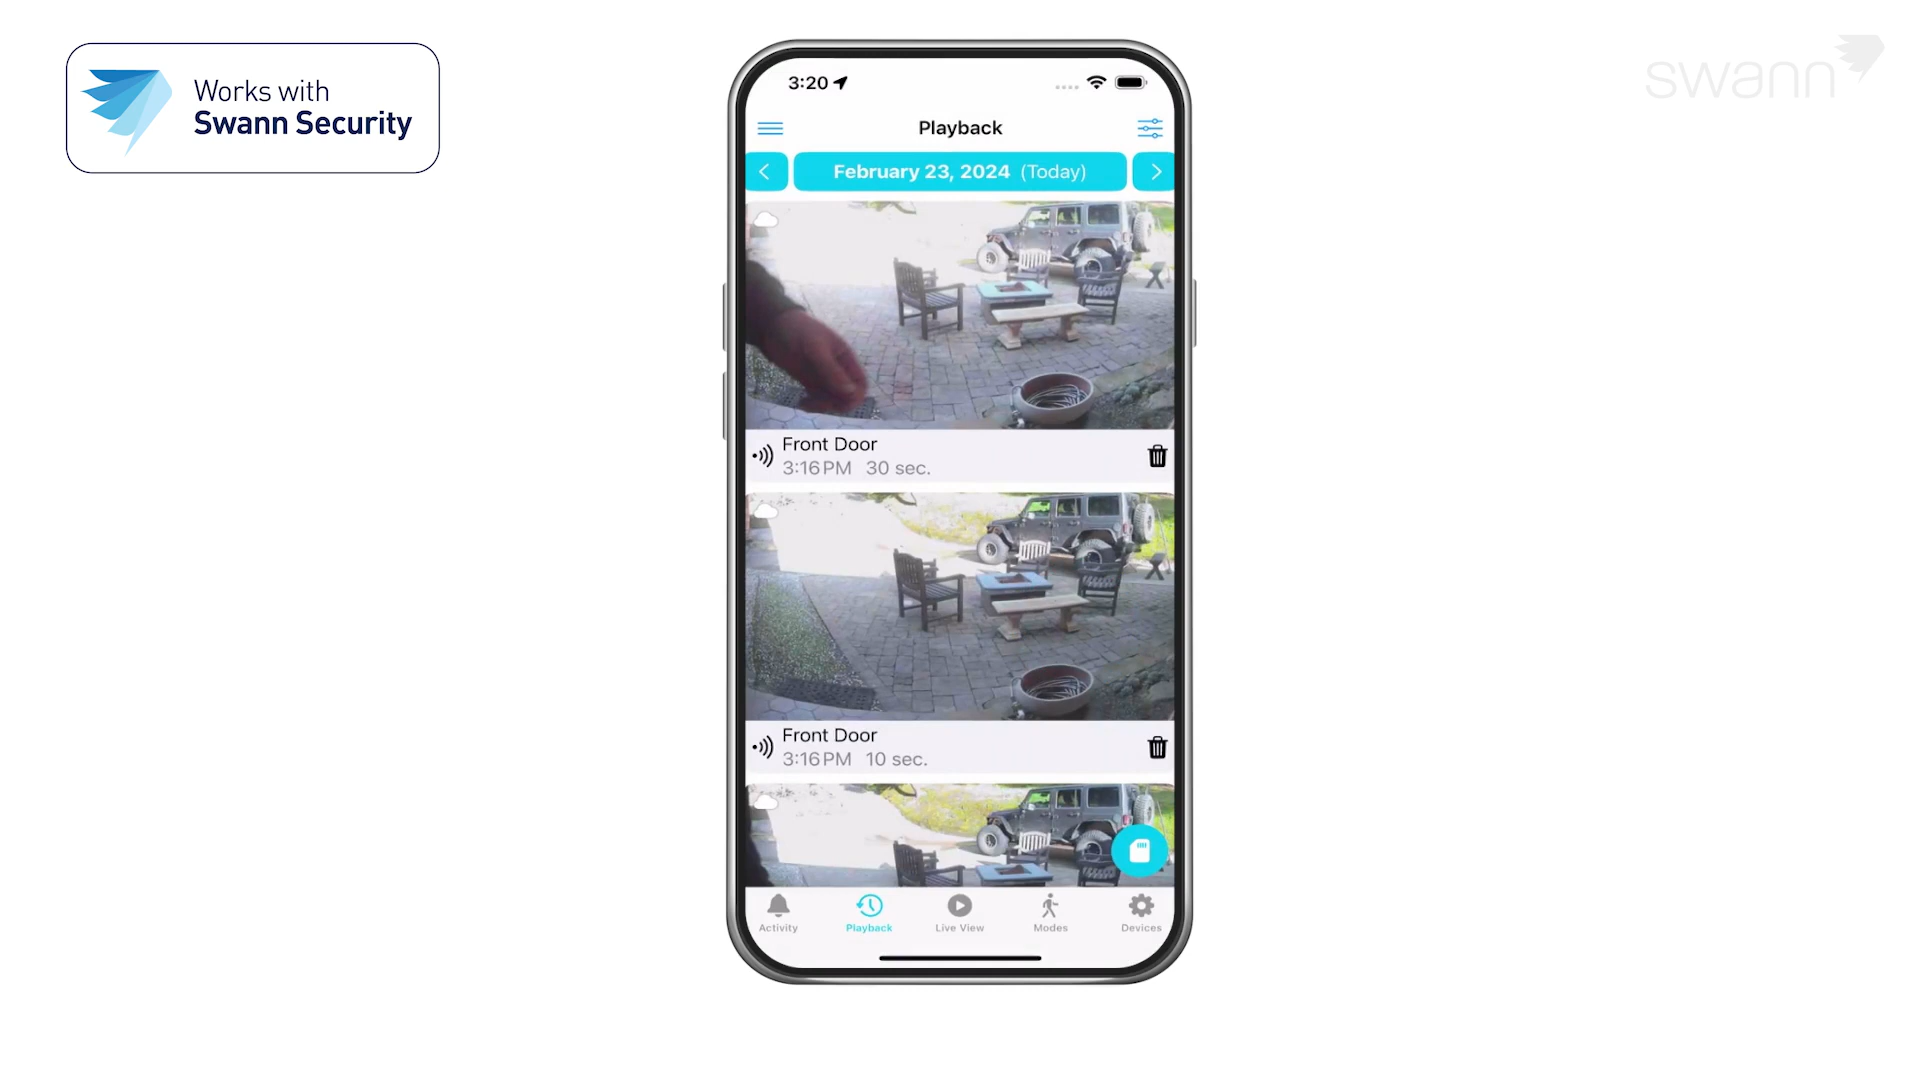 Works with
Swann Security
swann
3:20
Playback
February 23, 2024 (Today)
Front Door
3:16 PM 30 sec.
Front Door
3:16 PM 10 sec.
Activity
Playback
Live View
Modes
Devices